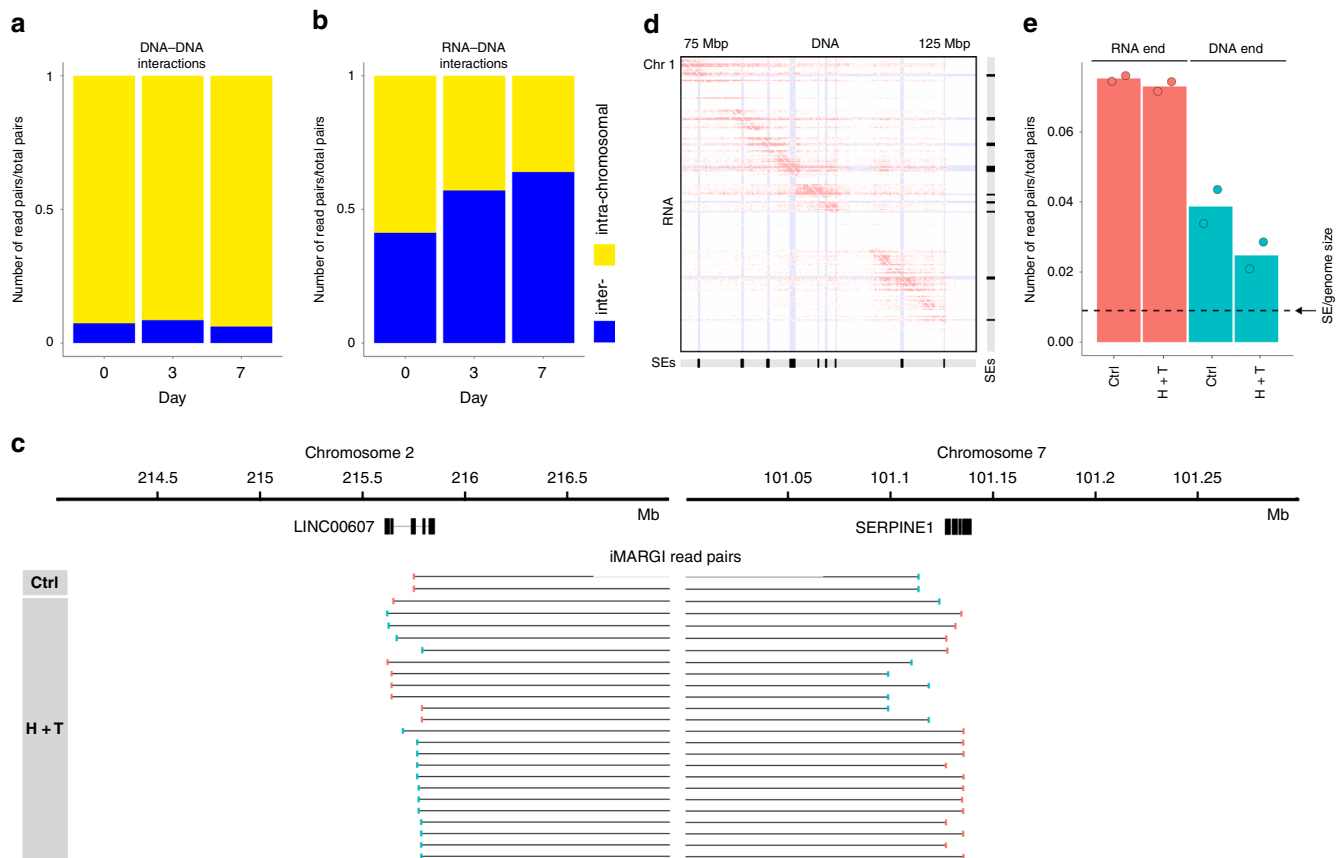 a
DNA–DNA
interactions
Number of read pairs/total pairs
1
0.5
0
0
3
7
Day
b
RNA–DNA
interactions
Number of read pairs/total pairs
1
0.5
0
0
3
7
Day
inter-
intra-chromosomal
d
75 Mbp
DNA
125 Mbp
Chr 1
RNA
SEs
SEs
e
RNA end
DNA end
Number of read pairs/total pairs
0.06
0.04
0.02
0.00
Ctrl
H + T
Ctrl
H + T
SE/genome size
c
Chromosome 2
Chromosome 7
214.5
215
215.5
216
216.5
101.05
101.1
101.15
101.2
101.25
Mb
Mb
LINC00607
SERPINE1
iMARGI read pairs
Ctrl
H + T